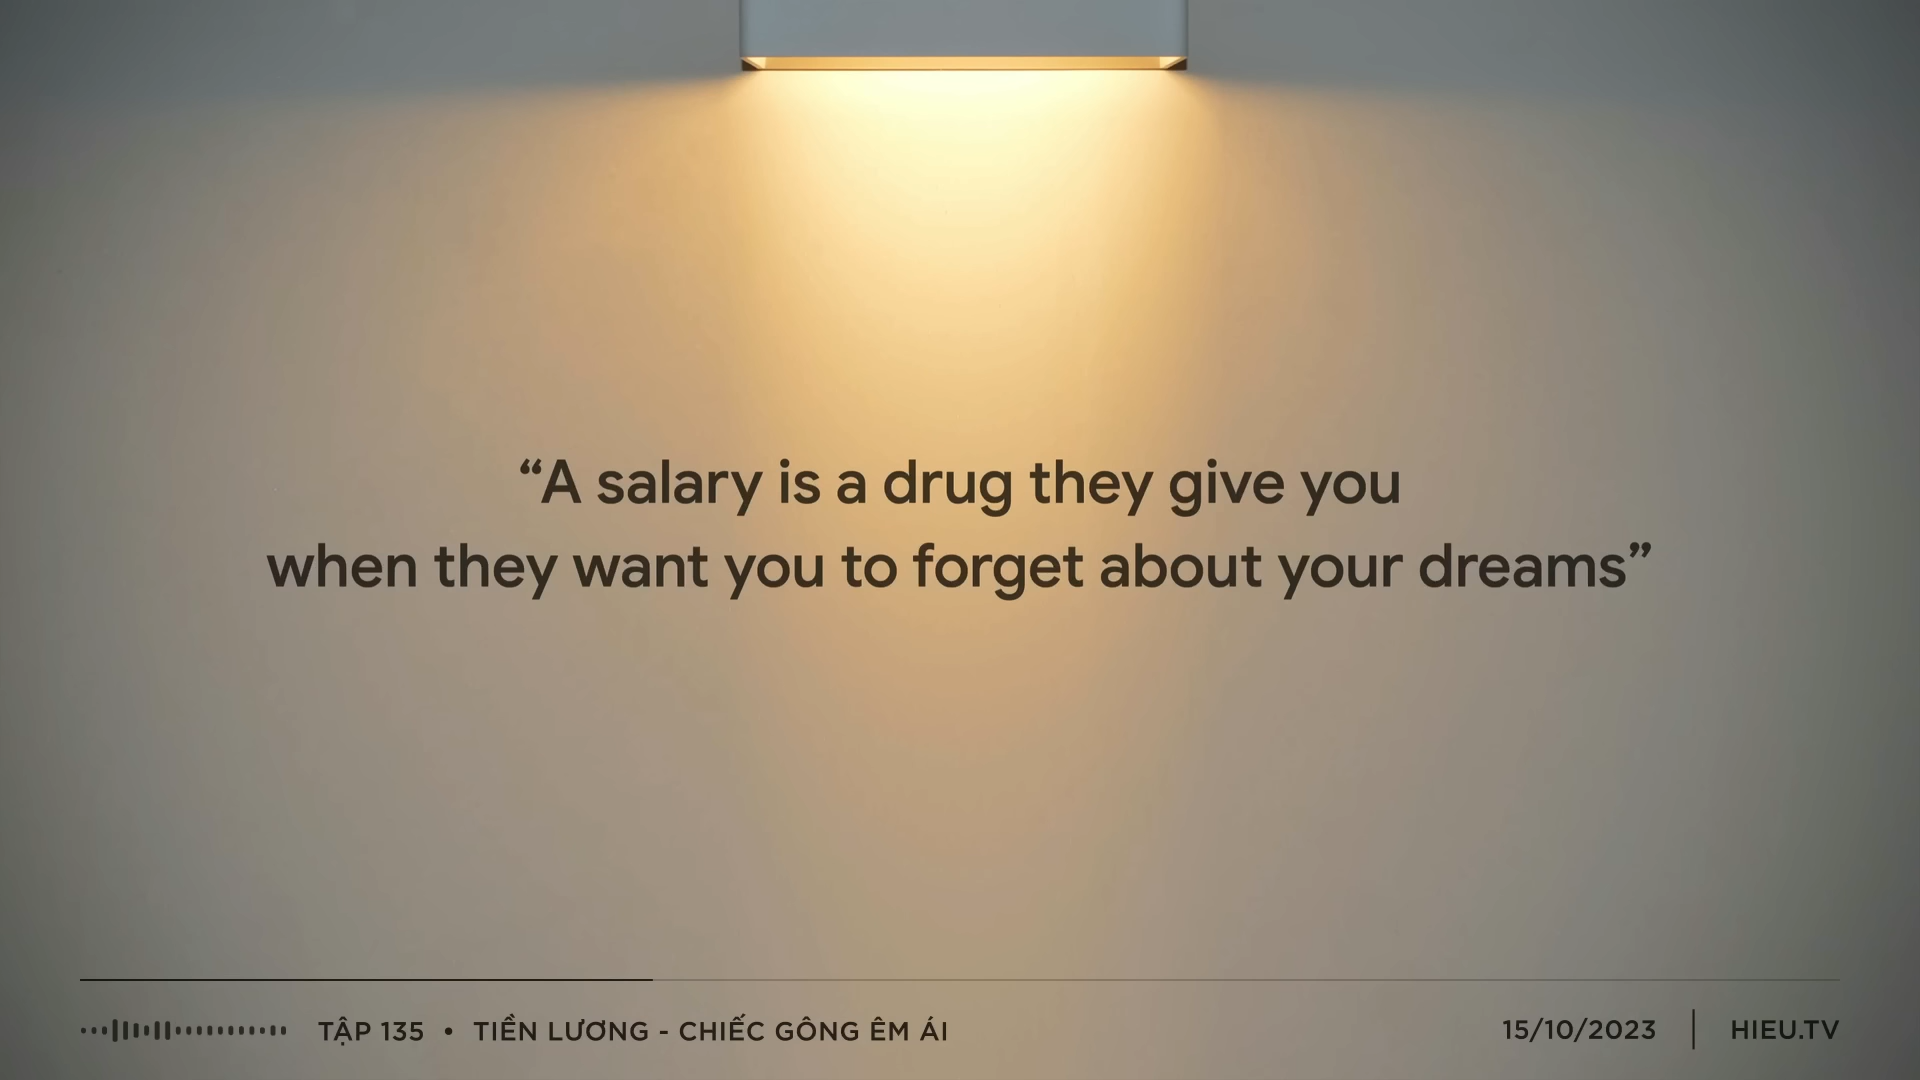 “A salary is a drug they give you
when they want you to forget about your dreams”
TẬP 135 • TIỀN LƯƠNG - CHIẾC GÔNG ÊM ÁI
15/10/2023 | HIEU.TV